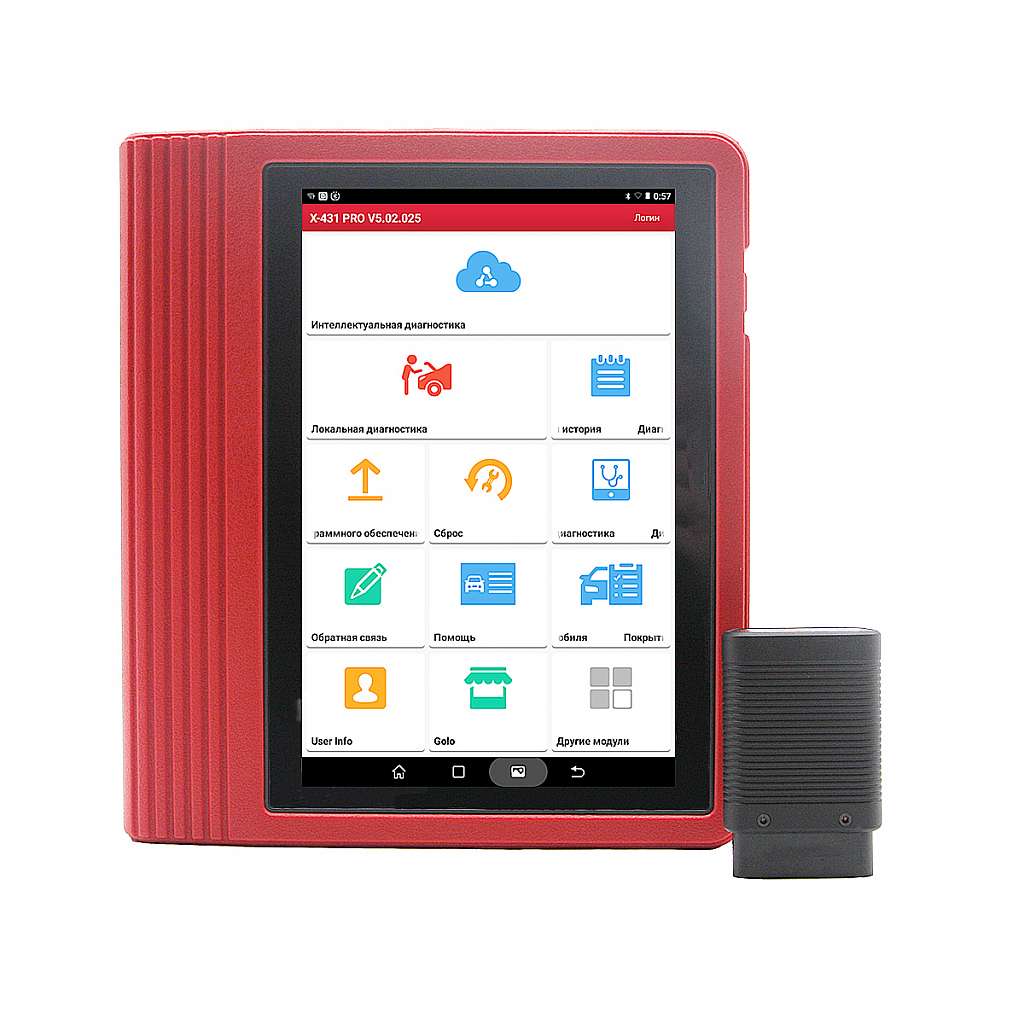 0:57
X-431 PRO V5.02.025 Логин
Интеллектуальная диагностика
Локальная диагностика
история Диаг
раммного обеспечени
Сброс
иагностика Ди
Обратная связь
Помощь
обиля Покрыт
User Info
Golo
Другие модули